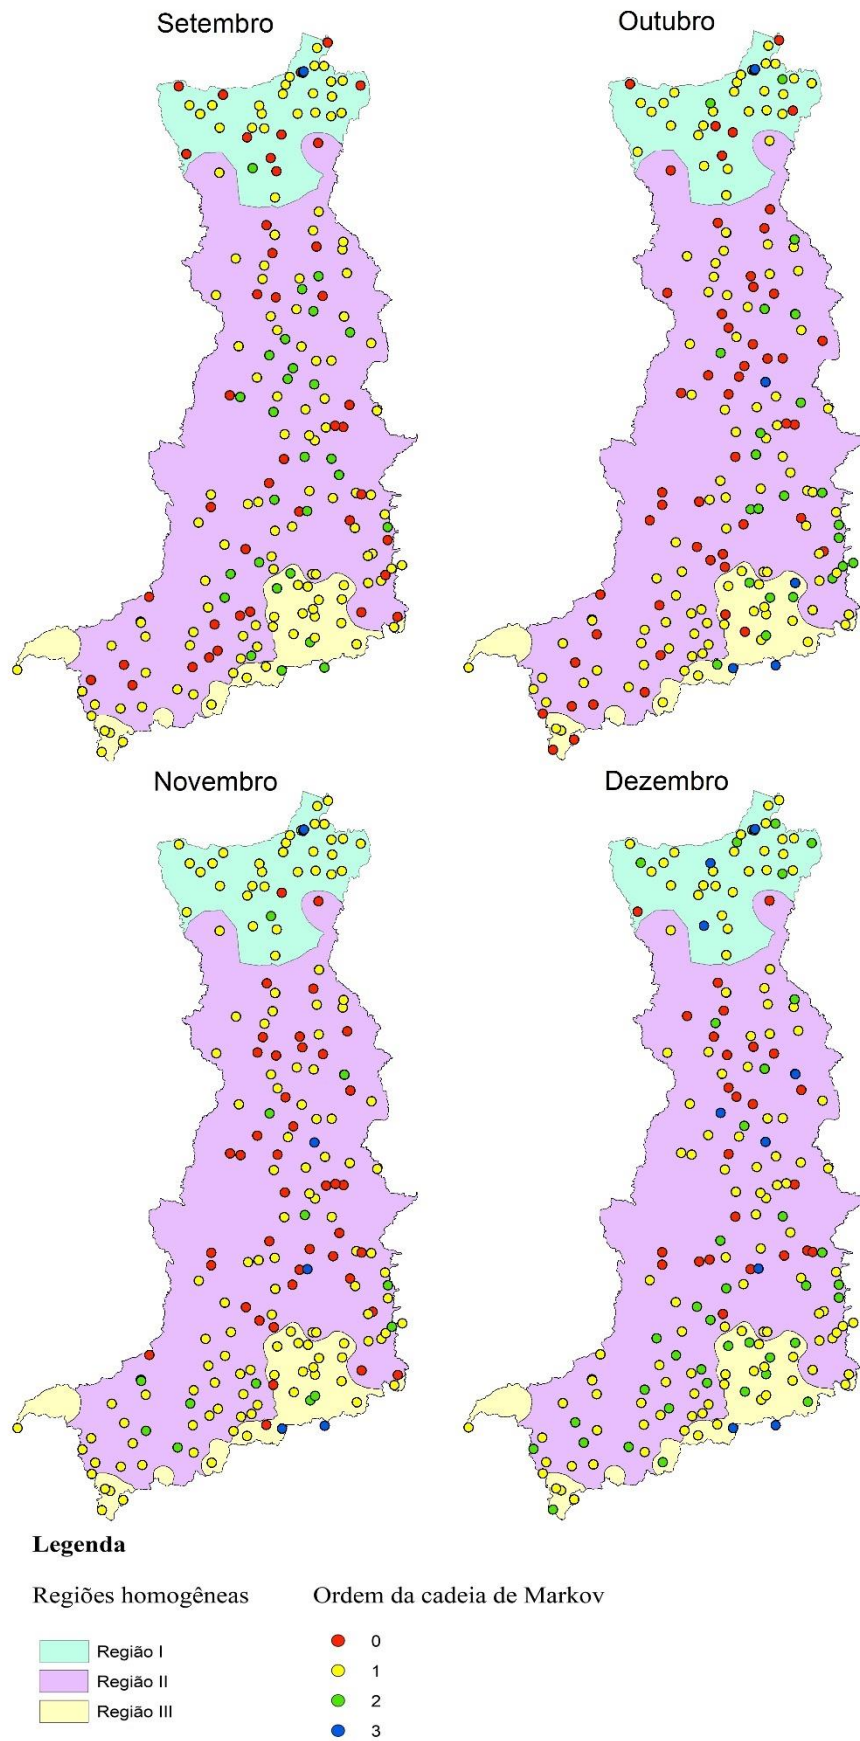 Setembro
Outubro
Novembro
Dezembro
Legenda
Regiões homogêneas
Ordem da cadeia de Markov
Região I
Região II
Região III
0
1
2
3